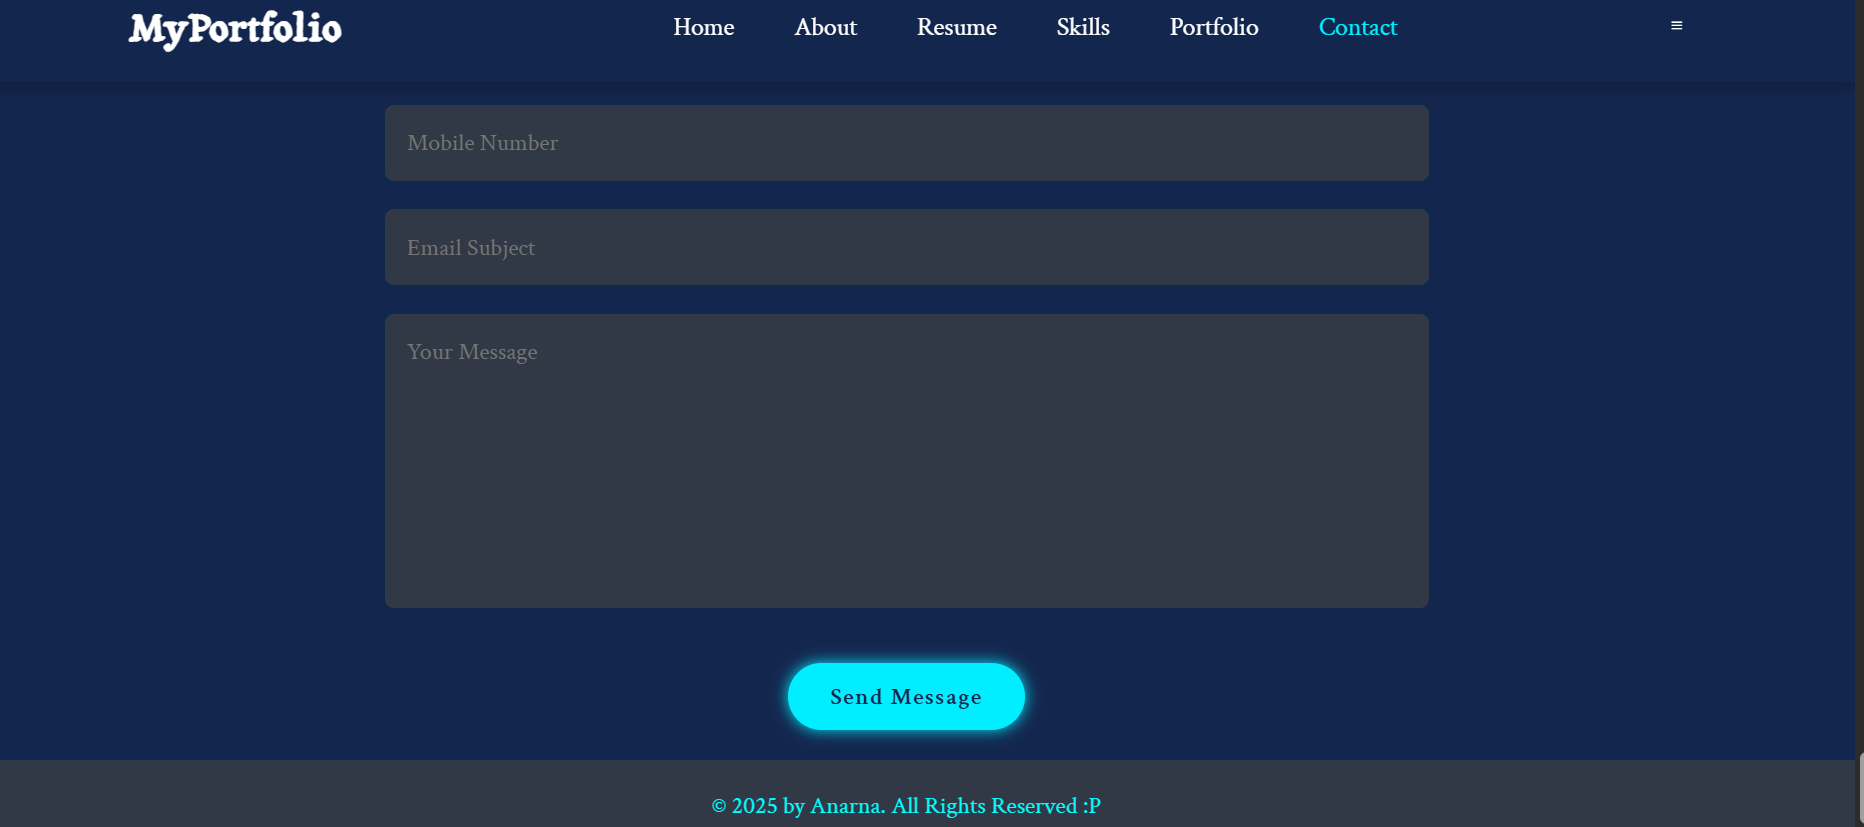 MyPortfolio Home About Resume Skills Portfolio Contact ≡
Mobile Number
Email Subject
Your Message
Send Message
© 2025 by Anarna. All Rights Reserved :P